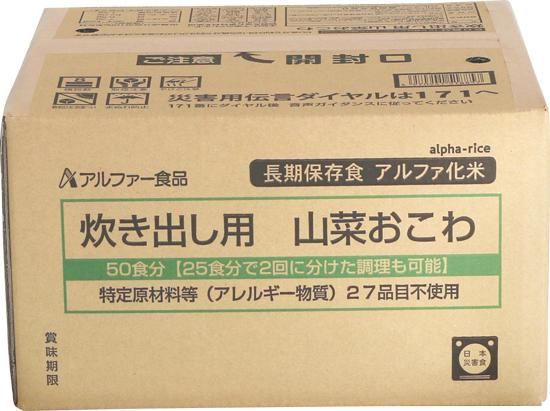 ご注意
開封口
災害用伝言ダイヤルは171へ
171番にダイヤル後 音声ガイダンスに従ってください
alpha-rice
アルファー食品
長期保存食 アルファ化米
炊き出し用 山菜おこわ
50食分【25食分で2回に分けた調理も可能】
特定原材料等（アレルギー物質）27品目不使用
賞味期限
日本
災害食